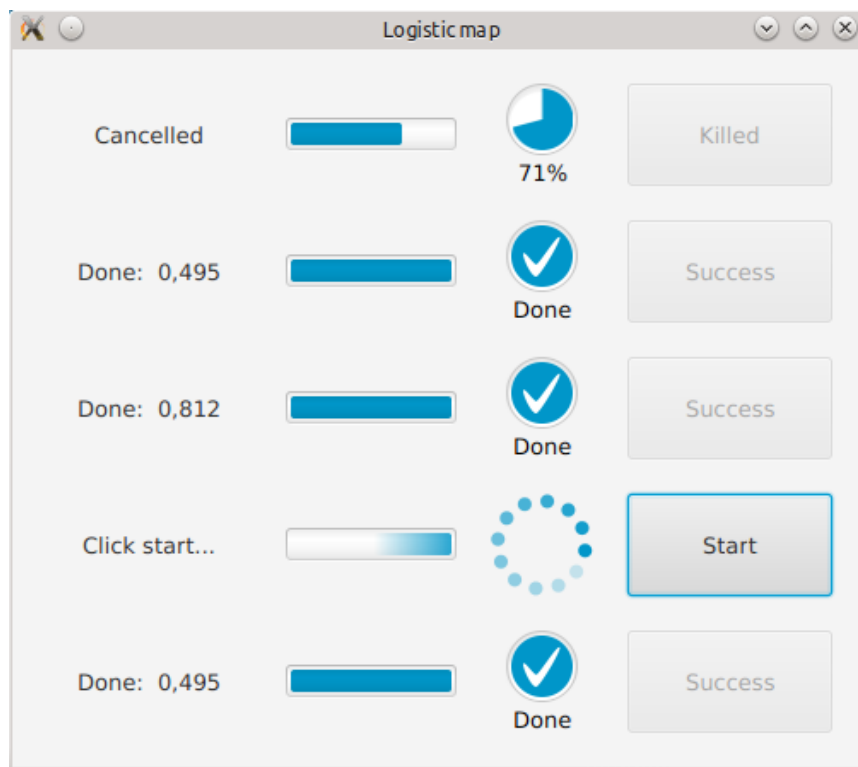 Logistic map
Cancelled
71%
Killed
Done: 0,495
Done
Success
Done: 0,812
Done
Success
Click start...
Start
Done: 0,495
Done
Success